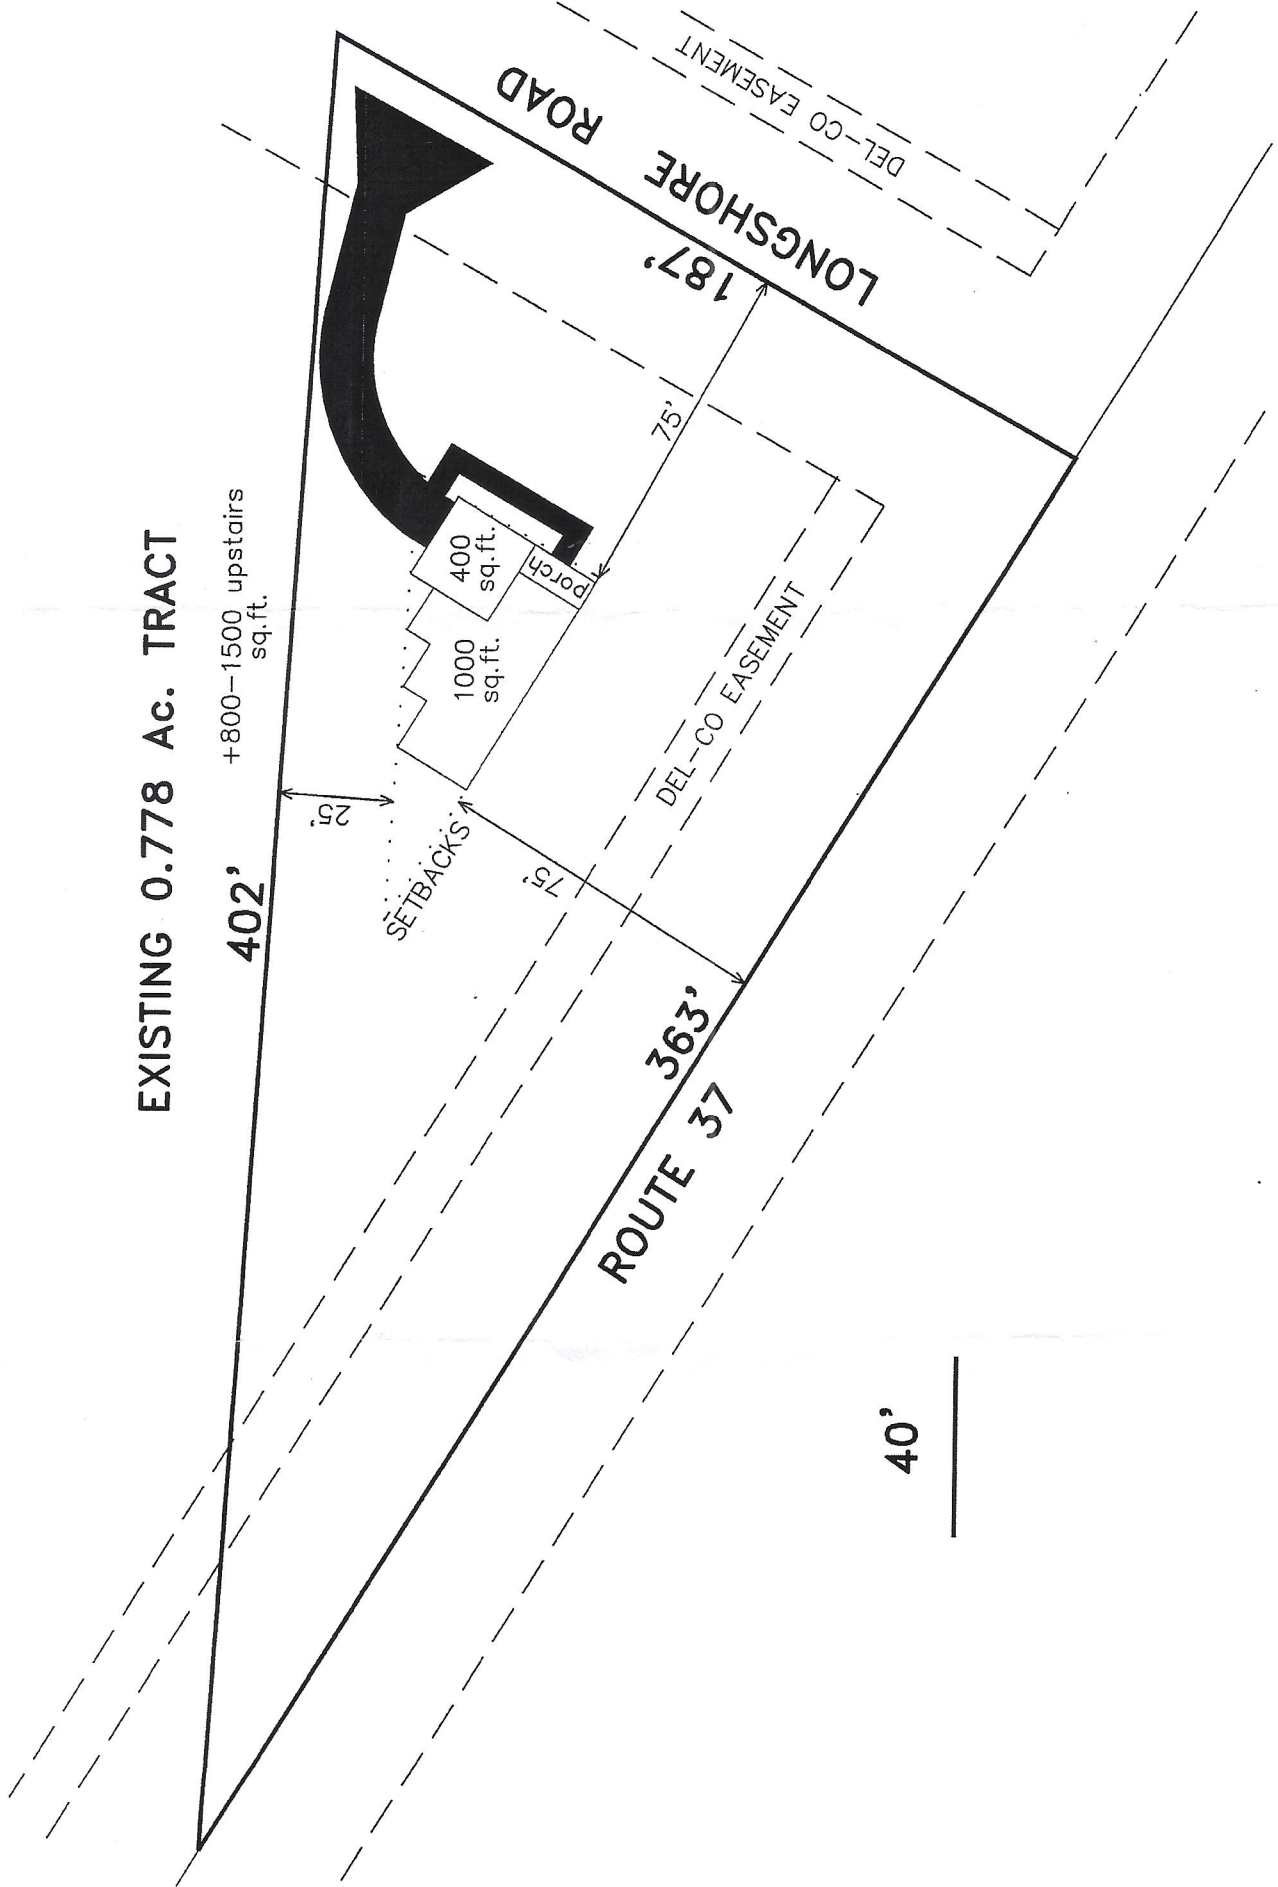 EXISTING 0.778 Ac. TRACT
+800-1500 upstairs
sq.ft.
402'
25'
SETBACKS
75'
1000
sq.ft.
400
sq.ft.
porch
75'
187'
LONGSHORE ROAD
DEL-CO EASEMENT
DEL-CO EASEMENT
363'
ROUTE 37
40'